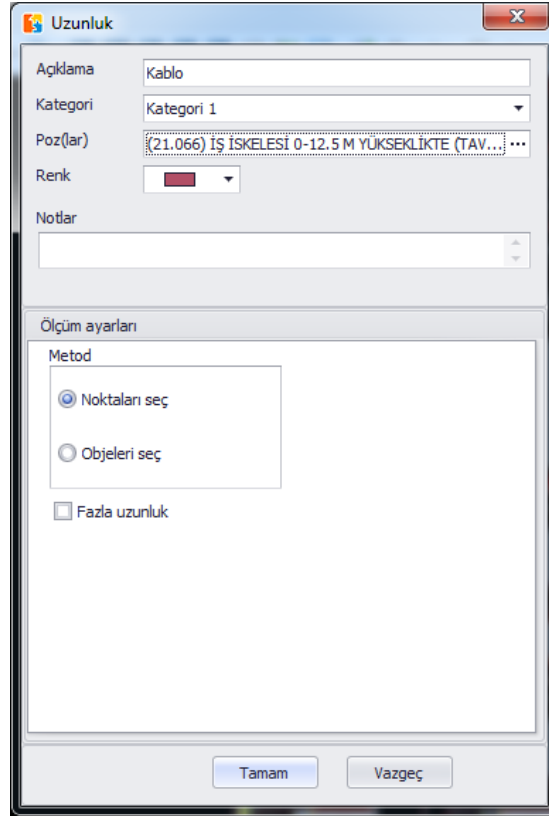 Uzunluk
Açıklama
Kablo
Kategori
Kategori 1
Poz(lar)
(21.066) İŞ İSKELESİ 0-12.5 M YÜKSEKLİKTE (TAV... ...
Renk
Notlar
Ölçüm ayarları
Metod
Noktaları seç
Objeleri seç
Fazla uzunluk
Tamam
Vazgeç